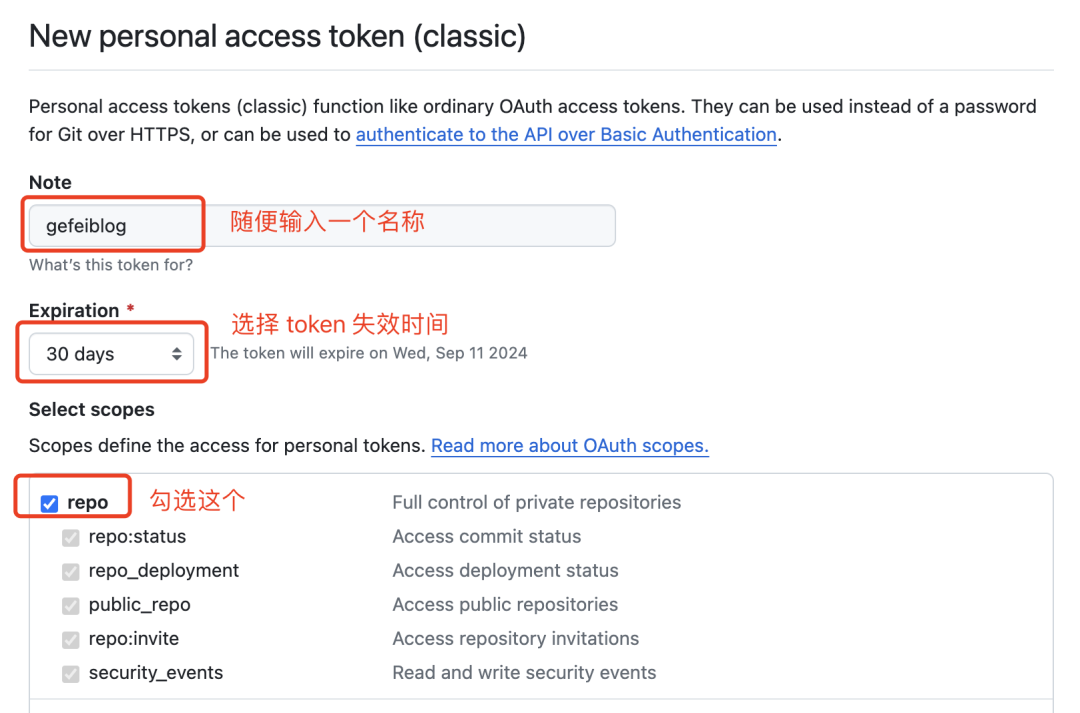 New personal access token (classic)
Personal access tokens (classic) function like ordinary OAuth access tokens. They can be used instead of a password
for Git over HTTPS, or can be used to authenticate to the API over Basic Authentication.
Note
gefeiblog 随便输入一个名称
What's this token for?
Expiration *
选择 token 失效时间
30 days The token will expire on Wed, Sep 11 2024
Select scopes
Scopes define the access for personal tokens. Read more about OAuth scopes.
repo 勾选这个 Full control of private repositories
repo:status Access commit status
repo_deployment Access deployment status
public_repo Access public repositories
repo:invite Access repository invitations
security_events Read and write security events